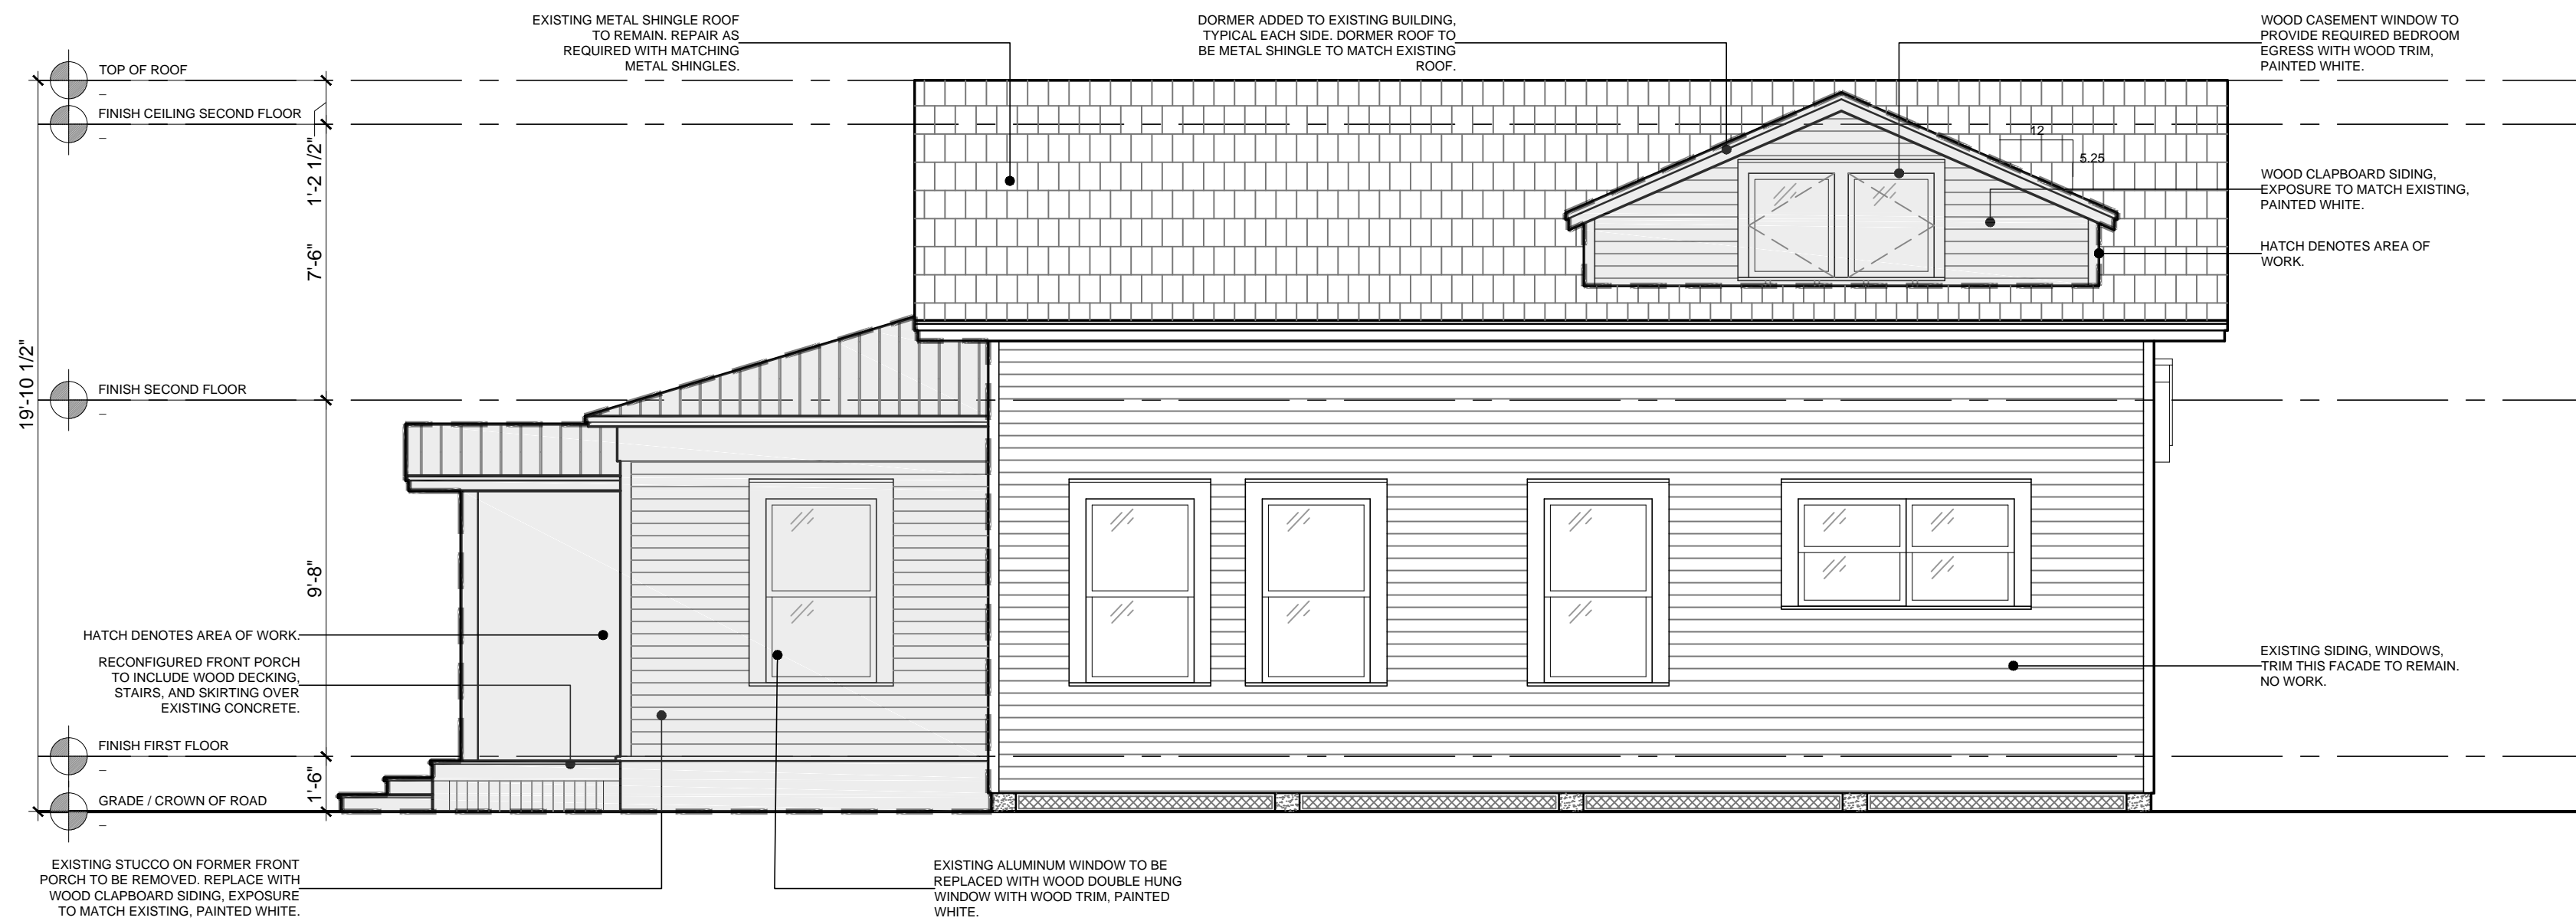 EXISTING METAL SHINGLE ROOF
TO REMAIN. REPAIR AS
REQUIRED WITH MATCHING
METAL SHINGLES.
DORMER ADDED TO EXISTING BUILDING,
TYPICAL EACH SIDE. DORMER ROOF TO
BE METAL SHINGLE TO MATCH EXISTING
ROOF.
WOOD CASEMENT WINDOW TO
PROVIDE REQUIRED BEDROOM
EGRESS WITH WOOD TRIM,
PAINTED WHITE.
TOP OF ROOF
FINISH CEILING SECOND FLOOR
1'-2 1/2"
12
5.25
WOOD CLAPBOARD SIDING,
EXPOSURE TO MATCH EXISTING,
PAINTED WHITE.
HATCH DENOTES AREA OF
WORK.
7'-6"
19'-10 1/2"
FINISH SECOND FLOOR
9'-8"
HATCH DENOTES AREA OF WORK.
RECONFIGURED FRONT PORCH
TO INCLUDE WOOD DECKING,
STAIRS, AND SKIRTING OVER
EXISTING CONCRETE.
EXISTING SIDING, WINDOWS,
TRIM THIS FACADE TO REMAIN.
NO WORK.
FINISH FIRST FLOOR
1'-6"
GRADE / CROWN OF ROAD
EXISTING STUCCO ON FORMER FRONT
PORCH TO BE REMOVED. REPLACE WITH
WOOD CLAPBOARD SIDING, EXPOSURE
TO MATCH EXISTING, PAINTED WHITE.
EXISTING ALUMINUM WINDOW TO BE
REPLACED WITH WOOD DOUBLE HUNG
WINDOW WITH WOOD TRIM, PAINTED
WHITE.